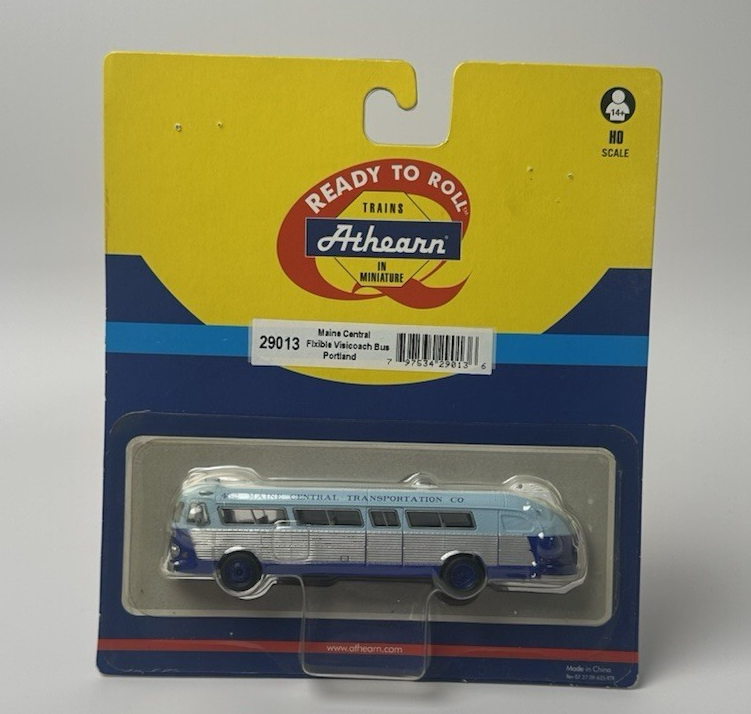 14+
HO
SCALE
READY TO ROLL
TRAINS
Athearn
IN
MINIATURE
29013
Maine Central
Flxible Visicoach Bus
Portland
7 97534 29013 6
MAINE CENTRAL TRANSPORTATION CO
www.athearn.com
Made in China